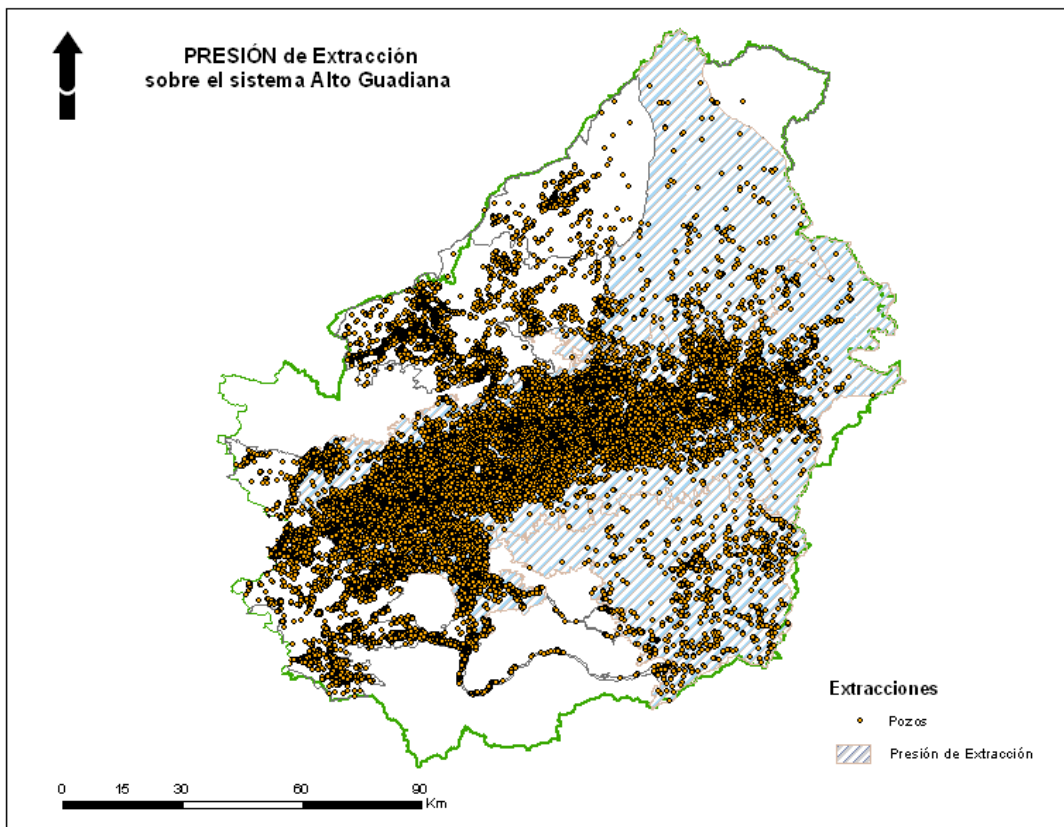 PRESIÓN de Extracción
sobre el sistema Alto Guadiana
Extracciones
Pozos
Presión de Extracción
0 15 30 60 90
Km